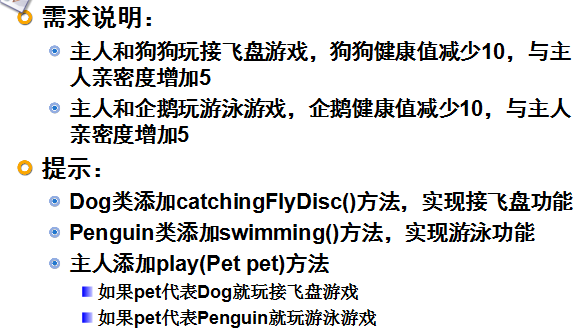 需求说明：
主人和狗狗玩接飞盘游戏，狗狗健康值减少10，与主
人亲密度增加5
主人和企鹅玩游泳游戏，企鹅健康值减少10，与主人
亲密度增加5
提示：
Dog类添加catchingFlyDisc()方法，实现接飞盘功能
Penguin类添加swimming()方法，实现游泳功能
主人添加play(Pet pet)方法
如果pet代表Dog就玩接飞盘游戏
如果pet代表Penguin就玩游泳游戏